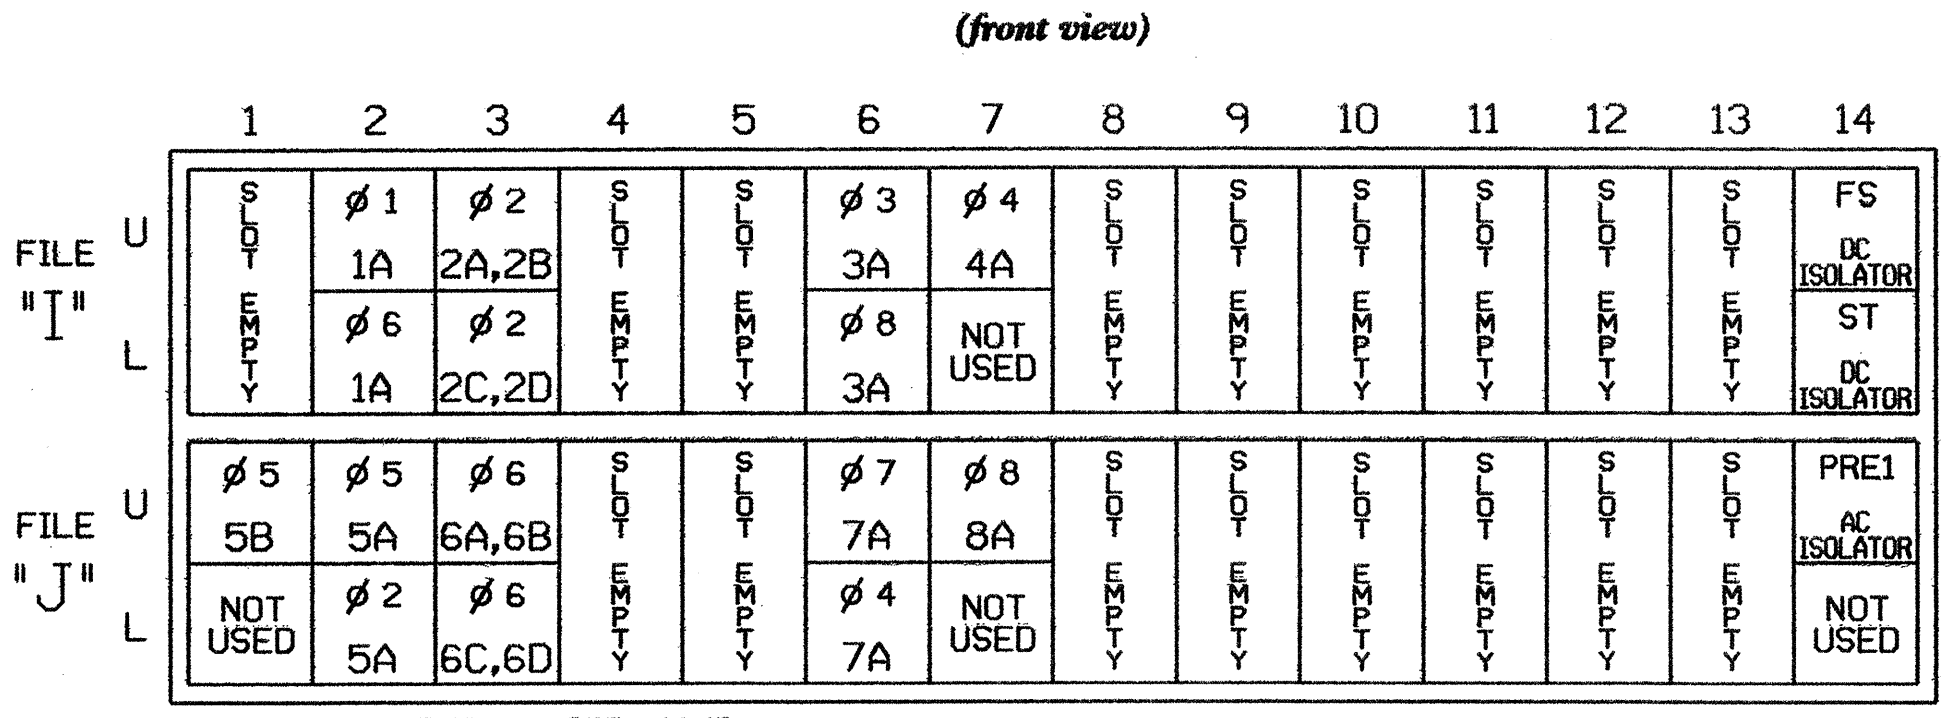 (front view)
1 2 3 4 5 6 7 8 9 10 11 12 13 14
FILE "I"
U
L
SLOT EMPTY
ø 1
1A
ø 6
1A
ø 2
2A,2B
ø 2
2C,2D
SLOT EMPTY
SLOT EMPTY
ø 3
3A
ø 8
3A
ø 4
4A
NOT
USED
SLOT EMPTY
SLOT EMPTY
SLOT EMPTY
SLOT EMPTY
SLOT EMPTY
SLOT EMPTY
FS
DC
ISOLATOR
ST
DC
ISOLATOR
FILE "J"
U
L
ø 5
5B
NOT
USED
ø 5
5A
ø 2
5A
ø 6
6A,6B
ø 6
6C,6D
SLOT EMPTY
SLOT EMPTY
ø 7
7A
ø 4
7A
ø 8
8A
NOT
USED
SLOT EMPTY
SLOT EMPTY
SLOT EMPTY
SLOT EMPTY
SLOT EMPTY
SLOT EMPTY
PRE1
AC
ISOLATOR
NOT
USED